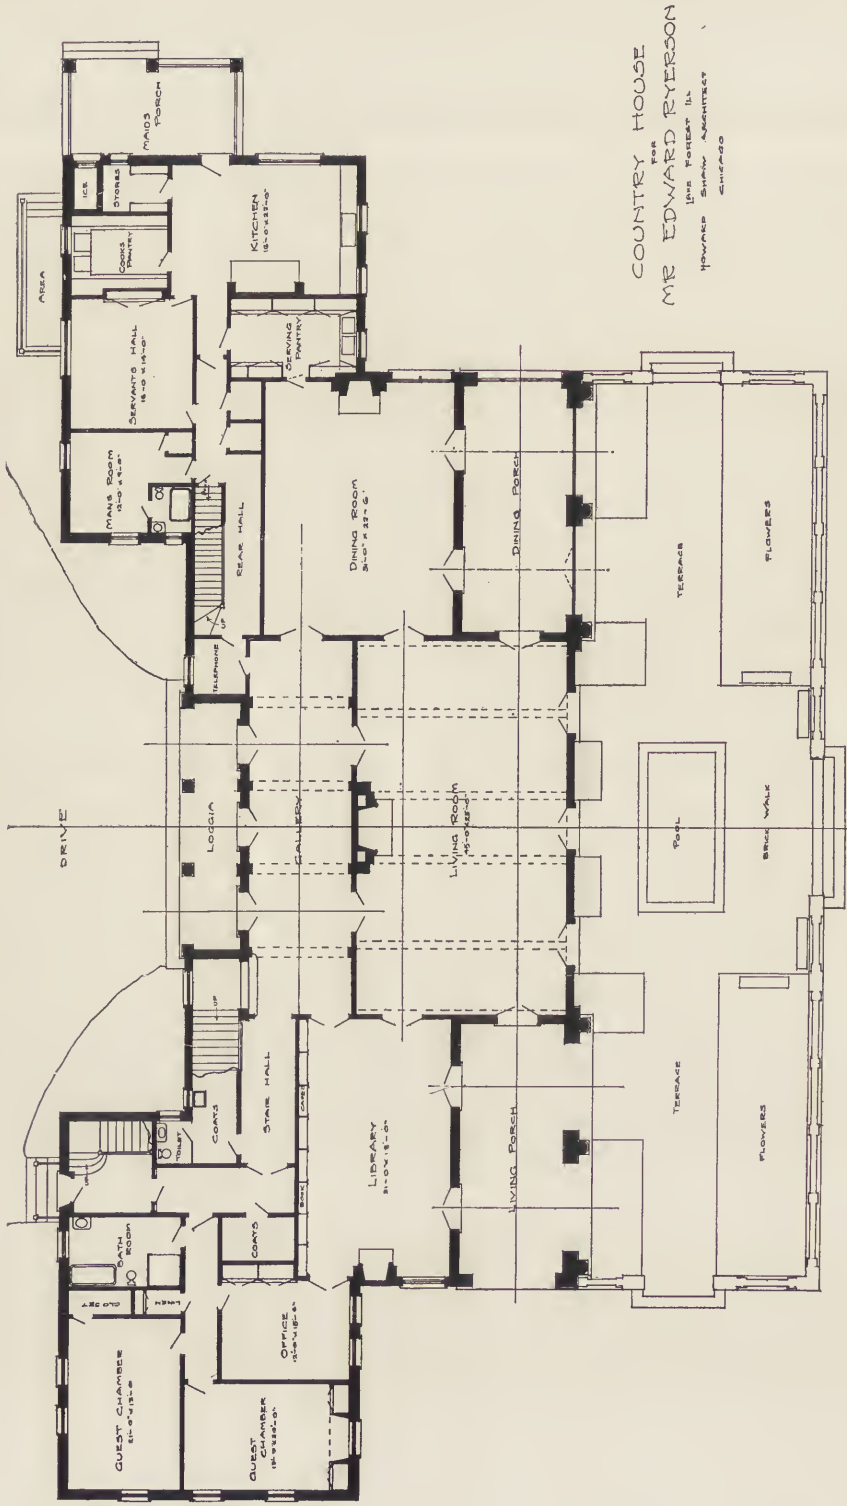 COUNTRY HOUSE
FOR
MR EDWARD RYERSON
LAKE FOREST ILL
HOWARD SHAW ARCHITECT
CHICAGO
DRIVE
AREA
MAIDS
PORCH
ICE
STORES
COOKS
PANTRY
KITCHEN
SERVANTS HALL
SERVING
PANTRY
MANS ROOM
REAR HALL
UP
TELEPHONE
DINING ROOM
DINING PORCH
LOGGIA
GALLERY
LIVING ROOM
UP
COATS
STAIR HALL
TOILET
UP
COATS
BATH
ROOM
CLOSET
LINEN
GUEST CHAMBER
GUEST
CHAMBER
OFFICE
BOOK
CASES
LIBRARY
LIVING PORCH
TERRACE
FLOWERS
POOL
BRICK WALK
TERRACE
FLOWERS